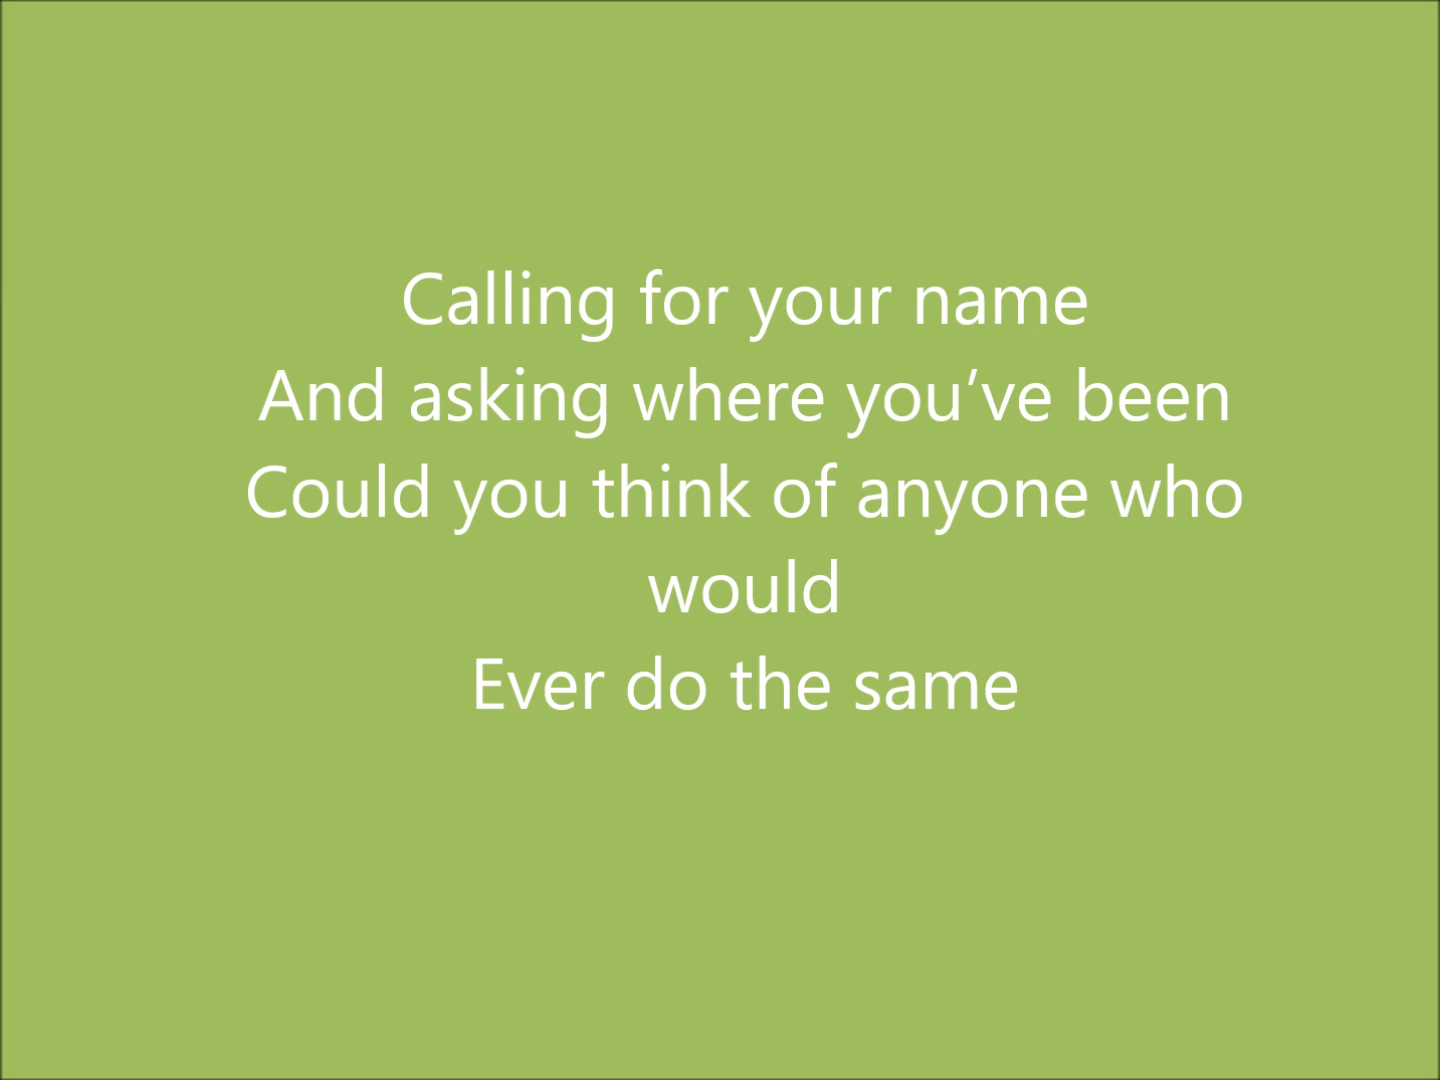 Calling for your name
And asking where you’ve been
Could you think of anyone who
would
Ever do the same